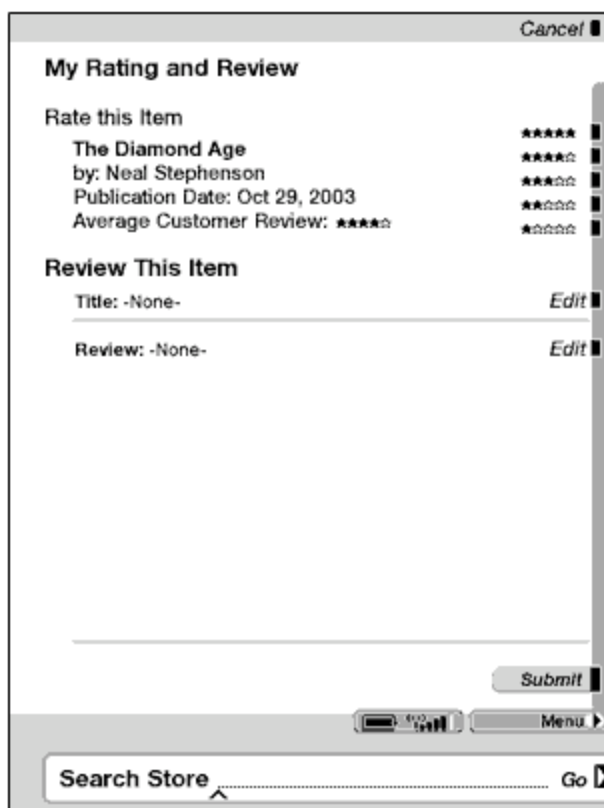 Cancel
My Rating and Review
Rate this Item
★★★★★
The Diamond Age
★★★★☆
by: Neal Stephenson
★★★☆☆
Publication Date: Oct 29, 2003
★★☆☆☆
Average Customer Review: ★★★★☆
★☆☆☆☆
Review This Item
Title: -None- Edit
Review: -None- Edit
Submit
Menu
Search Store Go